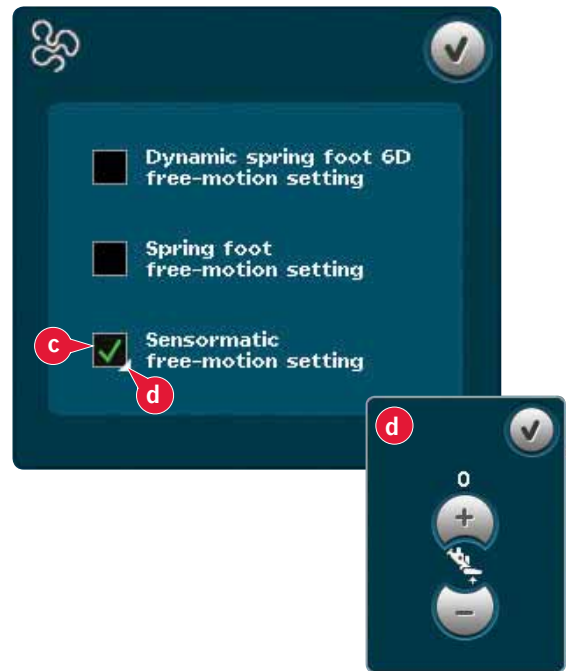 Dynamic spring foot 6D
free-motion setting
Spring foot
free-motion setting
c
Sensormatic
free-motion setting
d
d
0